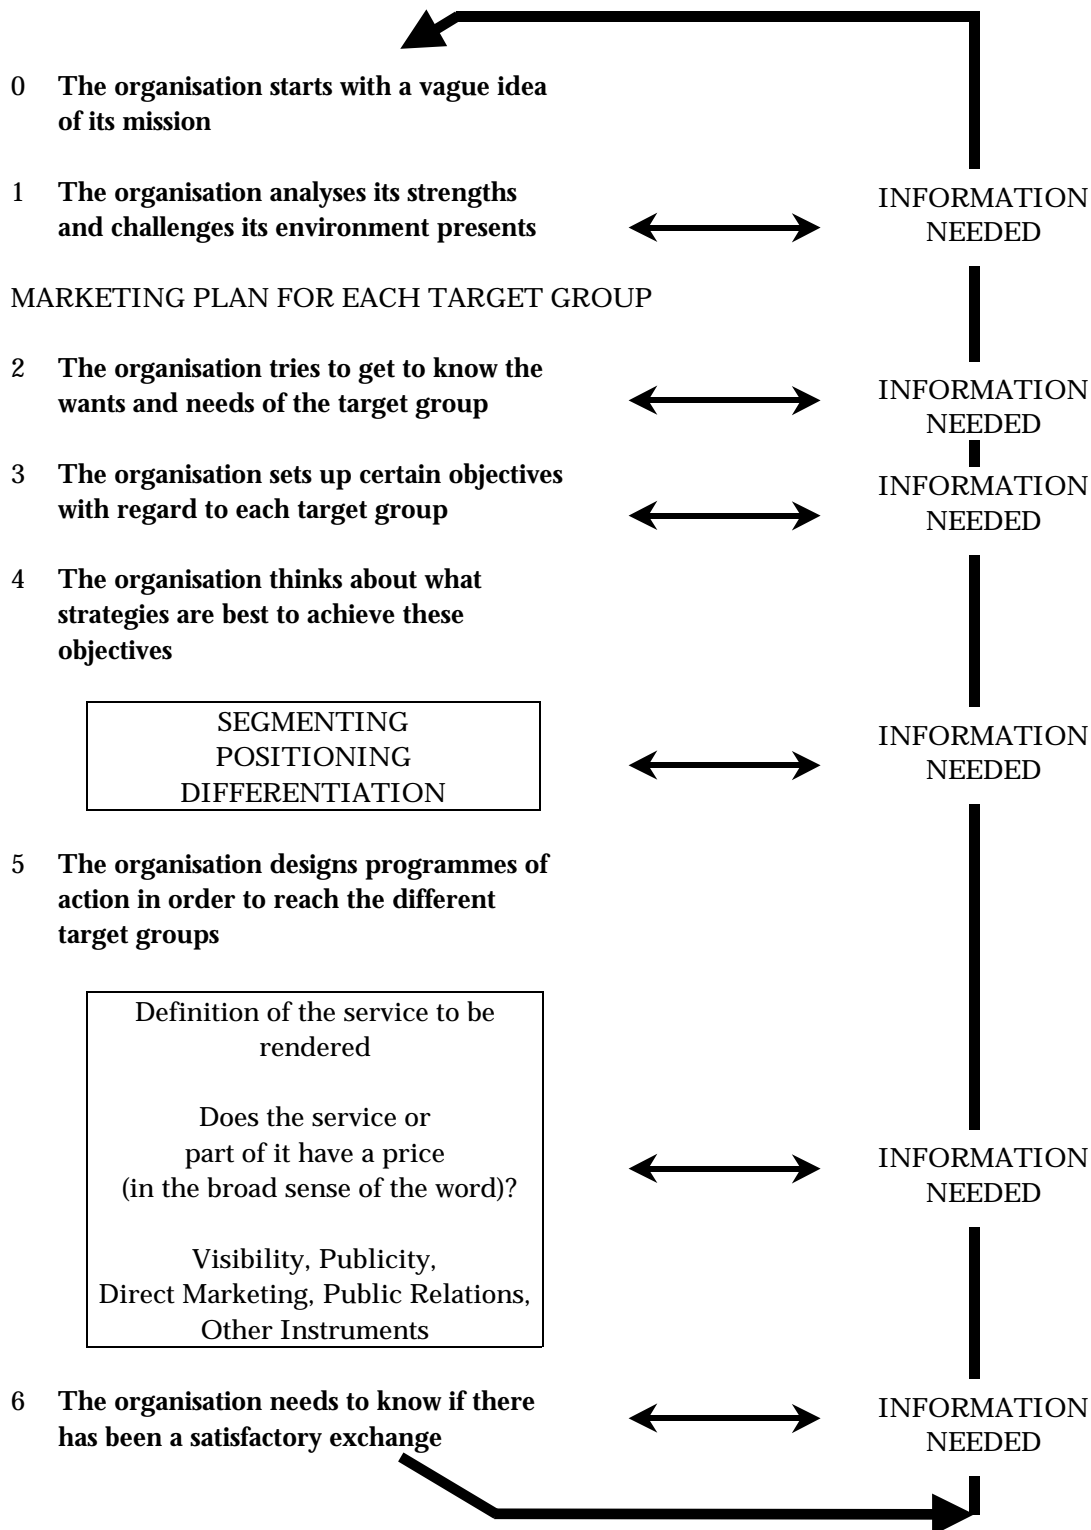 0 The organisation starts with a vague idea
of its mission
1 The organisation analyses its strengths
and challenges its environment presents
INFORMATION
NEEDED
MARKETING PLAN FOR EACH TARGET GROUP
2 The organisation tries to get to know the
wants and needs of the target group
INFORMATION
NEEDED
3 The organisation sets up certain objectives
with regard to each target group
INFORMATION
NEEDED
4 The organisation thinks about what
strategies are best to achieve these
objectives
SEGMENTING
POSITIONING
DIFFERENTIATION
INFORMATION
NEEDED
5 The organisation designs programmes of
action in order to reach the different
target groups
Definition of the service to be
rendered
Does the service or
part of it have a price
(in the broad sense of the word)?
Visibility, Publicity,
Direct Marketing, Public Relations,
Other Instruments
INFORMATION
NEEDED
6 The organisation needs to know if there
has been a satisfactory exchange
INFORMATION
NEEDED